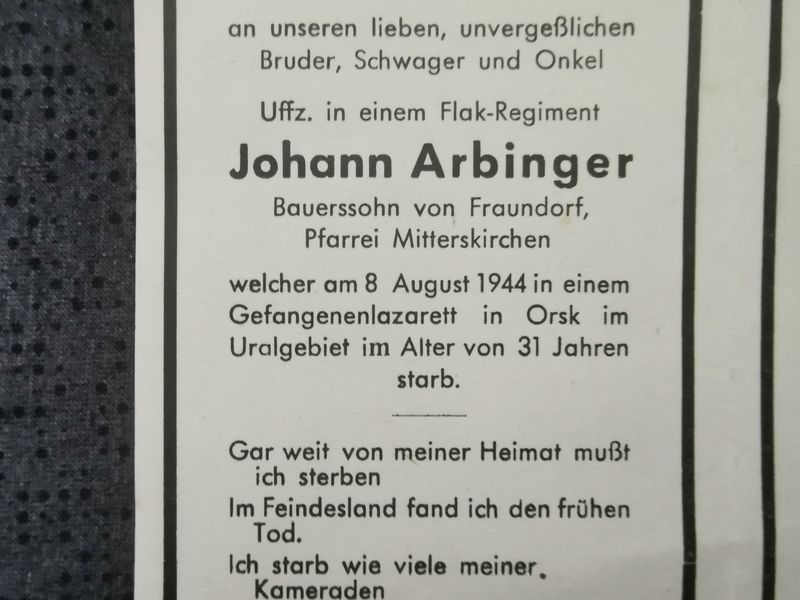 an unseren lieben, unvergeßlichen
Bruder, Schwager und Onkel
Uffz. in einem Flak-Regiment
Johann Arbinger
Bauerssohn von Fraundorf,
Pfarrei Mitterskirchen
welcher am 8 August 1944 in einem
Gefangenenlazarett in Orsk im
Uralgebiet im Alter von 31 Jahren
starb.
Gar weit von meiner Heimat mußt
ich sterben
Im Feindesland fand ich den frühen
Tod.
Ich starb wie viele meiner.
Kameraden